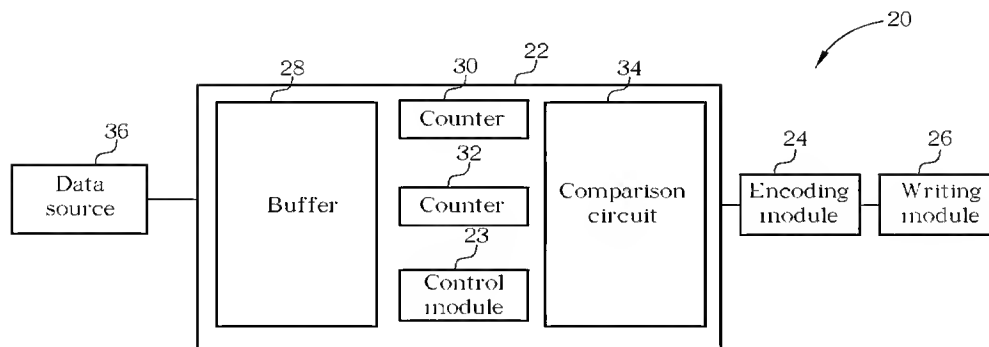 20
22
28
30
34
Counter
36
Data
source
32
Buffer
Counter
Comparison
circuit
24
26
Encoding
module
Writing
module
23
Control
module